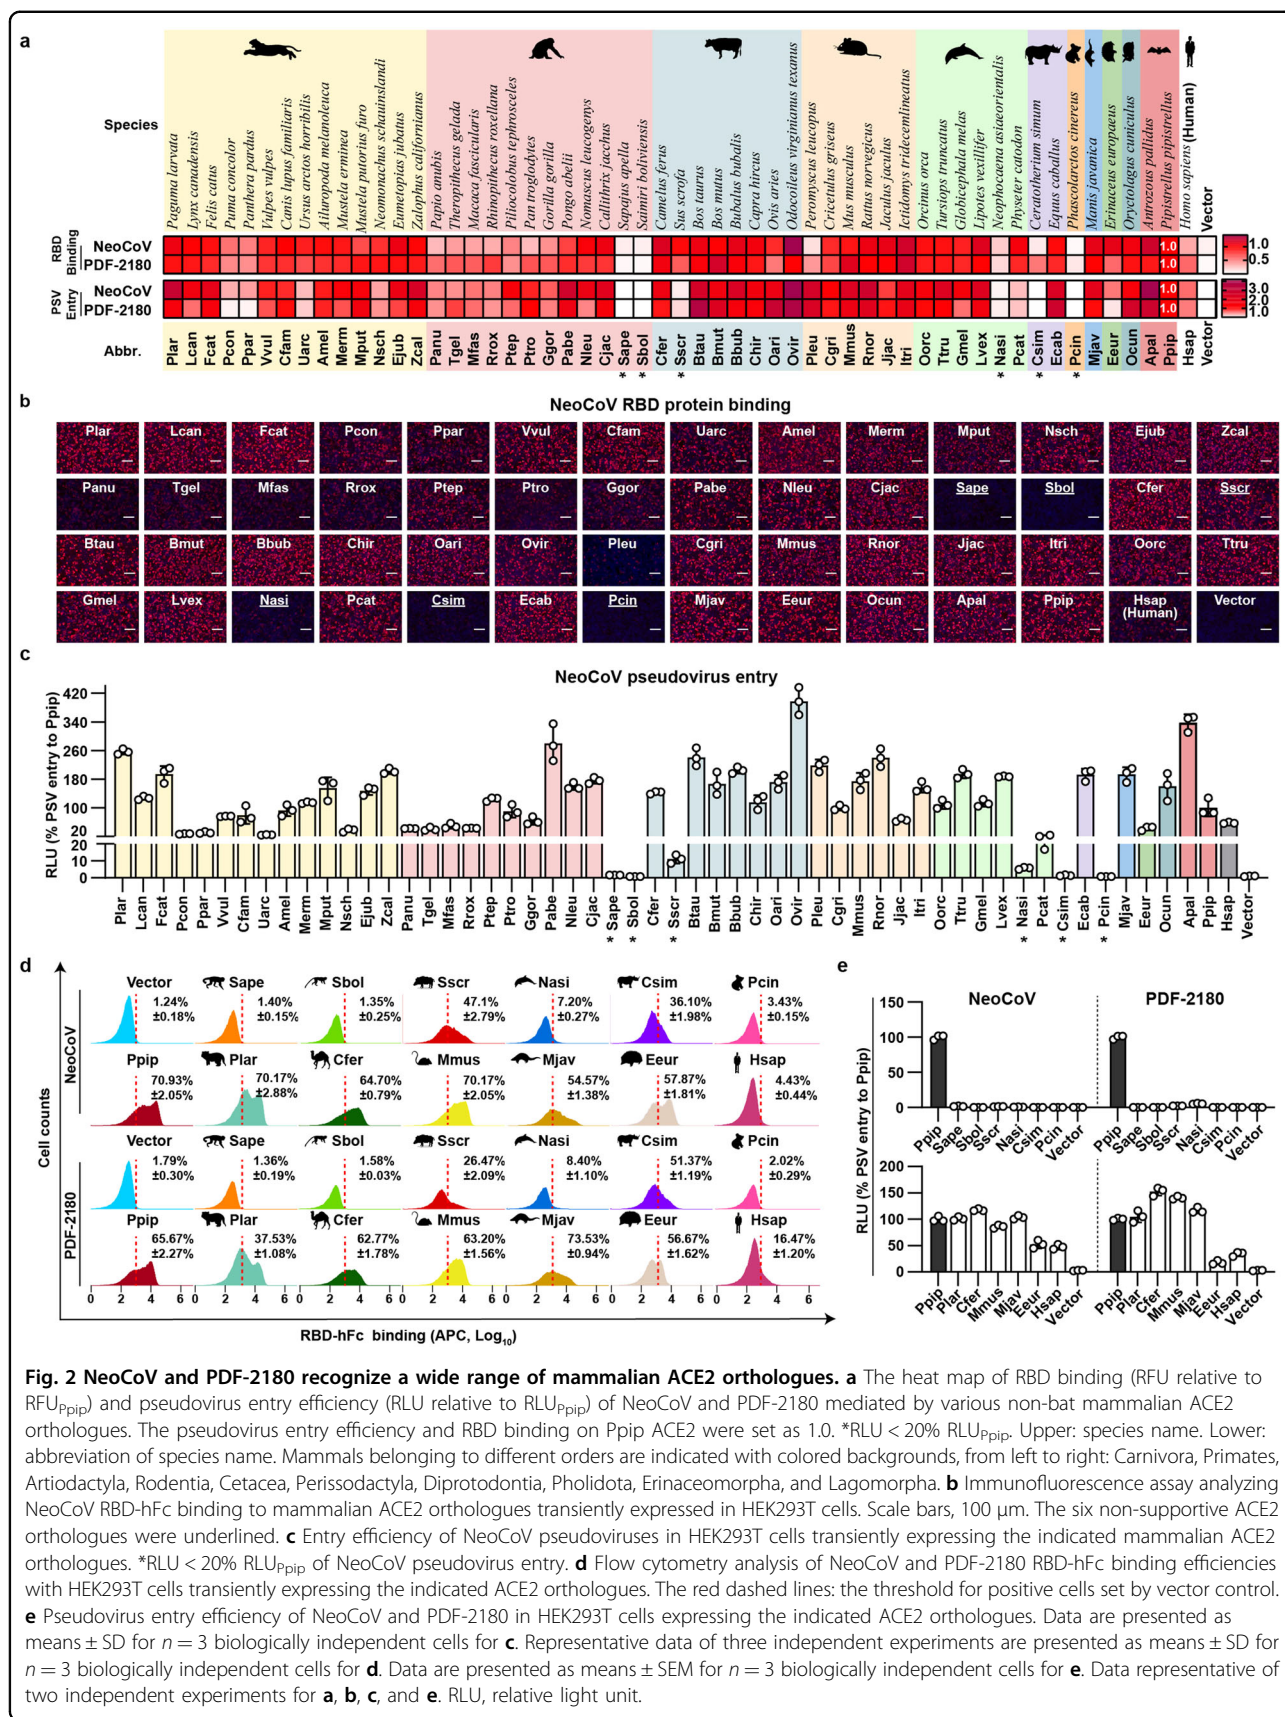 a
Species
Paguma larvata
Lynx canadensis
Felis catus
Puma concolor
Panthera pardus
Vulpes vulpes
Canis lupus familiaris
Ursus arctos horribilis
Ailuropoda melanoleuca
Mustela erminea
Mustela putorius furo
Neomonachus schauinslandi
Eumetopias jubatus
Zalophus californianus
Papio anubis
Theropithecus gelada
Macaca fascicularis
Rhinopithecus roxellana
Piliocolobus tephrosceles
Pan troglodytes
Gorilla gorilla
Pongo abelii
Nomascus leucogenys
Callithrix jacchus
Sapajus apella
Saimiri boliviensis
Camelus ferus
Sus scrofa
Bos taurus
Bos mutus
Bubalus bubalis
Capra hircus
Ovis aries
Odocoileus virginianus texanus
Peromyscus leucopus
Cricetulus griseus
Mus musculus
Rattus norvegicus
Jaculus jaculus
Ictidomys tridecemlineatus
Orcinus orca
Tursiops truncatus
Globicephala melas
Lipotes vexillifer
Neophocaena asiaeorientalis
Physeter catodon
Ceratotherium simum
Equus caballus
Phascolarctos cinereus
Manis javanica
Erinaceus europaeus
Oryctolagus cuniculus
Antrozous pallidus
Pipistrellus pipistrellus
Homo sapiens (Human)
Vector
RBD Binding
NeoCoV 1.0
PDF-2180 1.0
1.0
0.5
PSV Entry
NeoCoV 1.0
PDF-2180 1.0
3.0
2.0
1.0
Abbr. Plar Lcan Fcat Pcon Ppar Vvul Cfam Uarc Amel Merm Mput Nsch Ejub Zcal Panu Tgel Mfas Rrox Ptep Ptro Ggor Pabe Nleu Cjac Sape Sbol Cfer Sscr Btau Bmut Bbub Chir Oari Ovir Pleu Cgri Mmus Rnor Jjac Itri Oorc Ttru Gmel Lvex Nasi Pcat Csim Ecab Pcin Mjav Eeur Ocun Apal Ppip Hsap Vector
* * * * * *
b
NeoCoV RBD protein binding
Plar Lcan Fcat Pcon Ppar Vvul Cfam Uarc Amel Merm Mput Nsch Ejub Zcal
Panu Tgel Mfas Rrox Ptep Ptro Ggor Pabe Nleu Cjac Sape Sbol Cfer Sscr
Btau Bmut Bbub Chir Oari Ovir Pleu Cgri Mmus Rnor Jjac Itri Oorc Ttru
Gmel Lvex Nasi Pcat Csim Ecab Pcin Mjav Eeur Ocun Apal Ppip Hsap (Human) Vector
c
NeoCoV pseudovirus entry
RLU (% PSV entry to Ppip)
420
340
260
180
100
20
20
10
0
Plar Lcan Fcat Pcon Ppar Vvul Cfam Uarc Amel Merm Mput Nsch Ejub Zcal Panu Tgel Mfas Rrox Ptep Ptro Ggor Pabe Nleu Cjac Sape Sbol Cfer Sscr Btau Bmut Bbub Chir Oari Ovir Pleu Cgri Mmus Rnor Jjac Itri Oorc Ttru Gmel Lvex Nasi Pcat Csim Ecab Pcin Mjav Eeur Ocun Apal Ppip Hsap Vector
* * * * * *
d
Cell counts
NeoCoV
Vector Sape Sbol Sscr Nasi Csim Pcin
1.24% 1.40% 1.35% 47.1% 7.20% 36.10% 3.43%
±0.18% ±0.15% ±0.25% ±2.79% ±0.27% ±1.98% ±0.15%
Ppip Plar Cfer Mmus Mjav Eeur Hsap
70.93% 70.17% 64.70% 70.17% 54.57% 57.87% 4.43%
±2.05% ±2.88% ±0.79% ±2.05% ±1.38% ±1.81% ±0.44%
PDF-2180
Vector Sape Sbol Sscr Nasi Csim Pcin
1.79% 1.36% 1.58% 26.47% 8.40% 51.37% 2.02%
±0.30% ±0.19% ±0.03% ±2.09% ±1.10% ±1.19% ±0.29%
Ppip Plar Cfer Mmus Mjav Eeur Hsap
65.67% 37.53% 62.77% 63.20% 73.53% 56.67% 16.47%
±2.27% ±1.08% ±1.78% ±1.56% ±0.94% ±1.62% ±1.20%
0 2 4 6 0 2 4 6 0 2 4 6 0 2 4 6 0 2 4 6 0 2 4 6 0 2 4 6
RBD-hFc binding (APC, Log10)
e
RLU (% PSV entry to Ppip)
NeoCoV PDF-2180
150
100
50
0
Ppip Sape Sbol Sscr Nasi Csim Pcin Vector Ppip Sape Sbol Sscr Nasi Csim Pcin Vector
200
150
100
50
0
Ppip Plar Cfer Mmus Mjav Eeur Hsap Vector Ppip Plar Cfer Mmus Mjav Eeur Hsap Vector
Fig. 2 NeoCoV and PDF-2180 recognize a wide range of mammalian ACE2 orthologues. a The heat map of RBD binding (RFU relative to
RFUPpip) and pseudovirus entry efficiency (RLU relative to RLUPpip) of NeoCoV and PDF-2180 mediated by various non-bat mammalian ACE2
orthologues. The pseudovirus entry efficiency and RBD binding on Ppip ACE2 were set as 1.0. *RLU < 20% RLUPpip. Upper: species name. Lower:
abbreviation of species name. Mammals belonging to different orders are indicated with colored backgrounds, from left to right: Carnivora, Primates,
Artiodactyla, Rodentia, Cetacea, Perissodactyla, Diprotodontia, Pholidota, Erinaceomorpha, and Lagomorpha. b Immunofluorescence assay analyzing
NeoCoV RBD-hFc binding to mammalian ACE2 orthologues transiently expressed in HEK293T cells. Scale bars, 100 μm. The six non-supportive ACE2
orthologues were underlined. c Entry efficiency of NeoCoV pseudoviruses in HEK293T cells transiently expressing the indicated mammalian ACE2
orthologues. *RLU < 20% RLUPpip of NeoCoV pseudovirus entry. d Flow cytometry analysis of NeoCoV and PDF-2180 RBD-hFc binding efficiencies
with HEK293T cells transiently expressing the indicated ACE2 orthologues. The red dashed lines: the threshold for positive cells set by vector control.
e Pseudovirus entry efficiency of NeoCoV and PDF-2180 in HEK293T cells expressing the indicated ACE2 orthologues. Data are presented as
means ± SD for n = 3 biologically independent cells for c. Representative data of three independent experiments are presented as means ± SD for
n = 3 biologically independent cells for d. Data are presented as means ± SEM for n = 3 biologically independent cells for e. Data representative of
two independent experiments for a, b, c, and e. RLU, relative light unit.